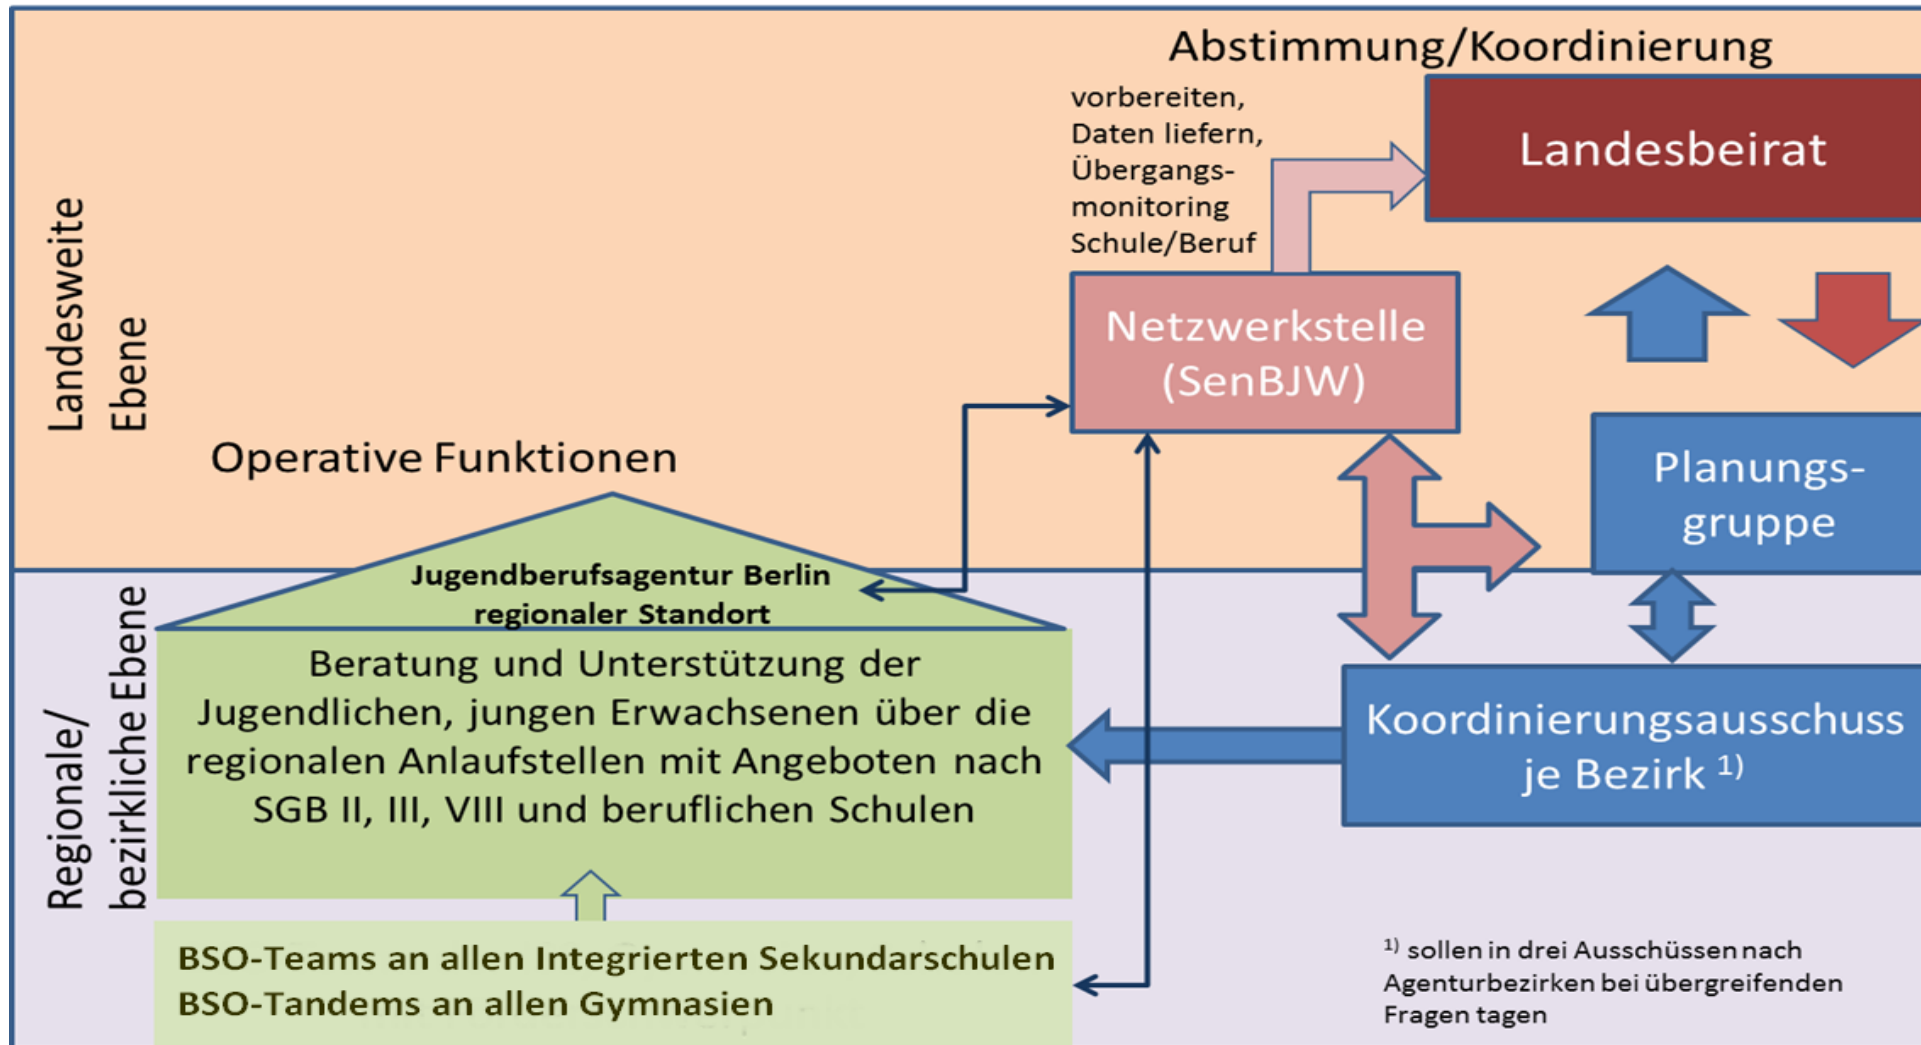 Abstimmung/Koordinierung
vorbereiten,
Daten liefern,
Übergangs-
monitoring
Schule/Beruf
Landesbeirat
Landesweite
Ebene
Netzwerkstelle
(SenBJW)
Operative Funktionen
Planungs-
gruppe
Jugendberufsagentur Berlin
regionaler Standort
Regionale/
bezirkliche Ebene
Beratung und Unterstützung der
Jugendlichen, jungen Erwachsenen über die
regionalen Anlaufstellen mit Angeboten nach
SGB II, III, VIII und beruflichen Schulen
Koordinierungsausschuss
je Bezirk 1)
BSO-Teams an allen Integrierten Sekundarschulen
BSO-Tandems an allen Gymnasien
1) sollen in drei Ausschüssen nach
Agenturbezirken bei übergreifenden
Fragen tagen